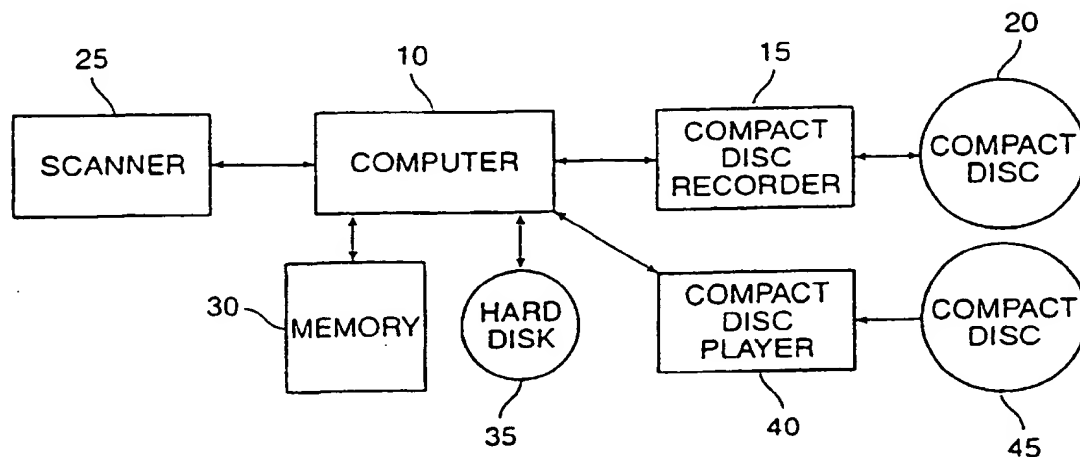 20
10
15
25
SCANNER
COMPUTER
COMPACT
DISC
RECORDER
COMPACT
DISC
30
MEMORY
HARD
DISK
COMPACT
DISC
PLAYER
COMPACT
DISC
35
40
45